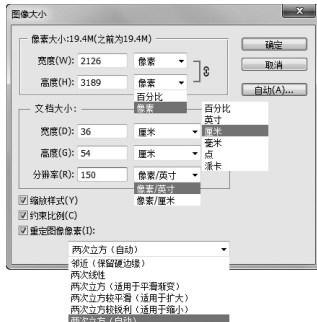 图像大小
像素大小:19.4M(之前为19.4M)
宽度(W): 2126 像素
高度(H): 3189 像素
百分比
像素
确定
取消
自动(A)...
文档大小:
宽度(D): 36 厘米
高度(G): 54 厘米
分辨率(R): 150 像素/英寸
百分比
英寸
厘米
毫米
点
派卡
像素/英寸
像素/厘米
缩放样式(Y)
约束比例(C)
重定图像像素(I):
两次立方（自动）
邻近（保留硬边缘）
两次线性
两次立方（适用于平滑渐变）
两次立方较平滑（适用于扩大）
两次立方较锐利（适用于缩小）
两次立方（自动）